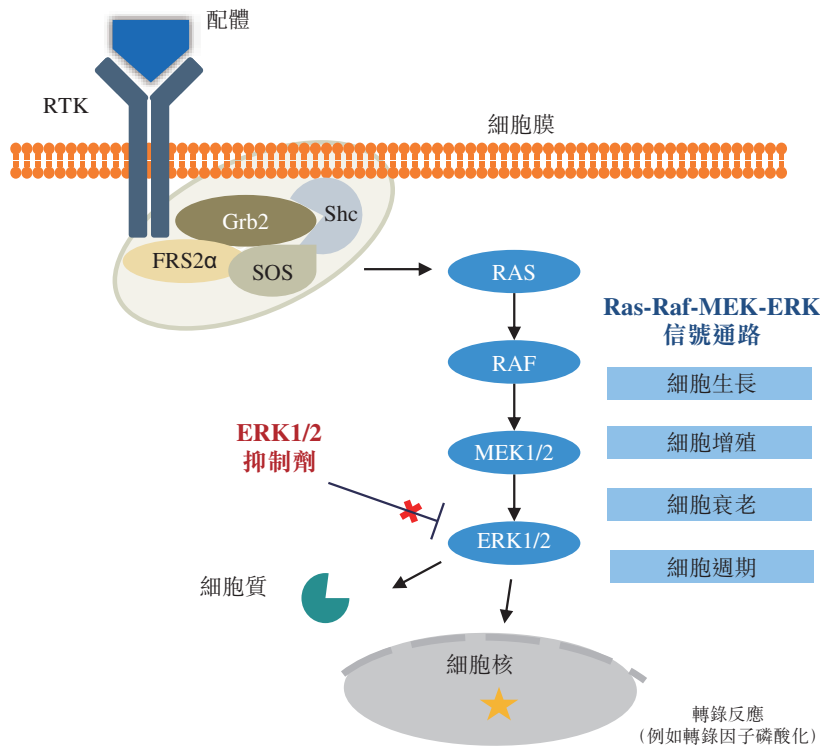 配體
RTK
細胞膜
Grb2
Shc
FRS2α
SOS
RAS
Ras-Raf-MEK-ERK
信號通路
RAF
細胞生長
ERK1/2
抑制劑
MEK1/2
細胞增殖
細胞衰老
ERK1/2
細胞週期
細胞質
細胞核
轉錄反應
（例如轉錄因子磷酸化）